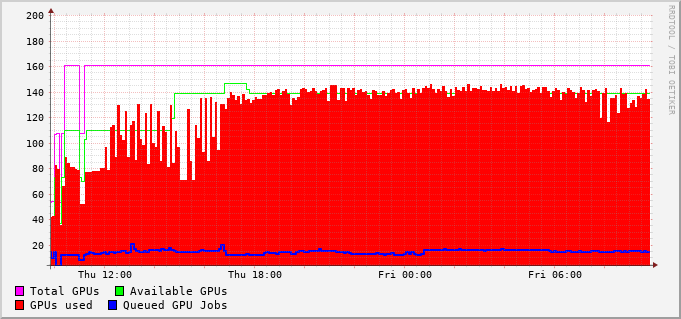 200
180
160
140
120
100
80
60
40
20
Thu 12:00 Thu 18:00 Fri 00:00 Fri 06:00
Total GPUs Available GPUs
GPUs used Queued GPU Jobs
RRDTOOL / TOBI OETIKER